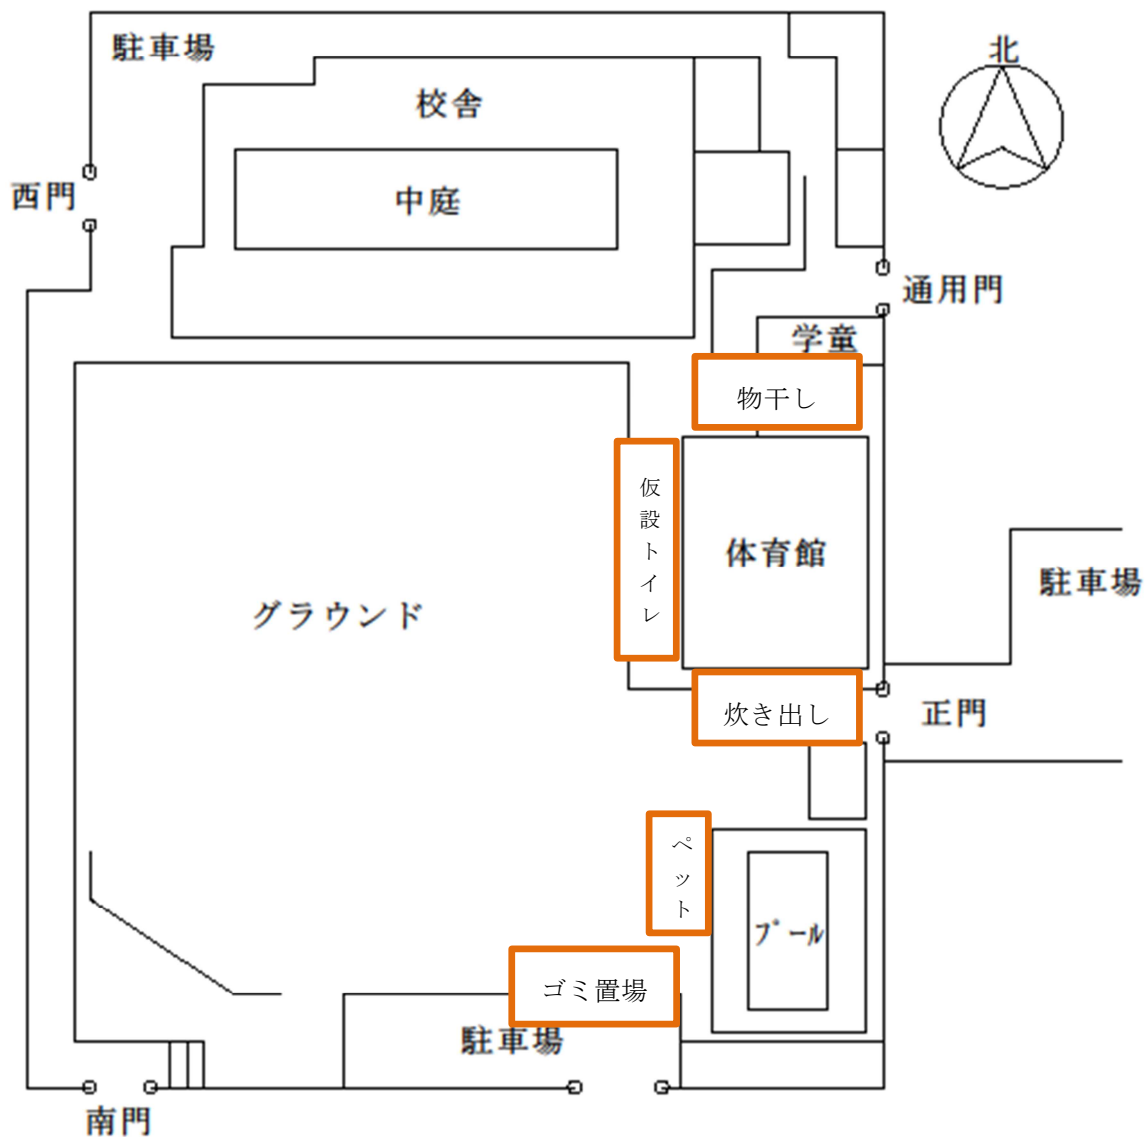 駐車場
北
校舎
西門
中庭
通用門
学童
物干し
仮設トイレ
体育館
駐車場
グラウンド
炊き出し
正門
ペット
プール
ゴミ置場
駐車場
南門